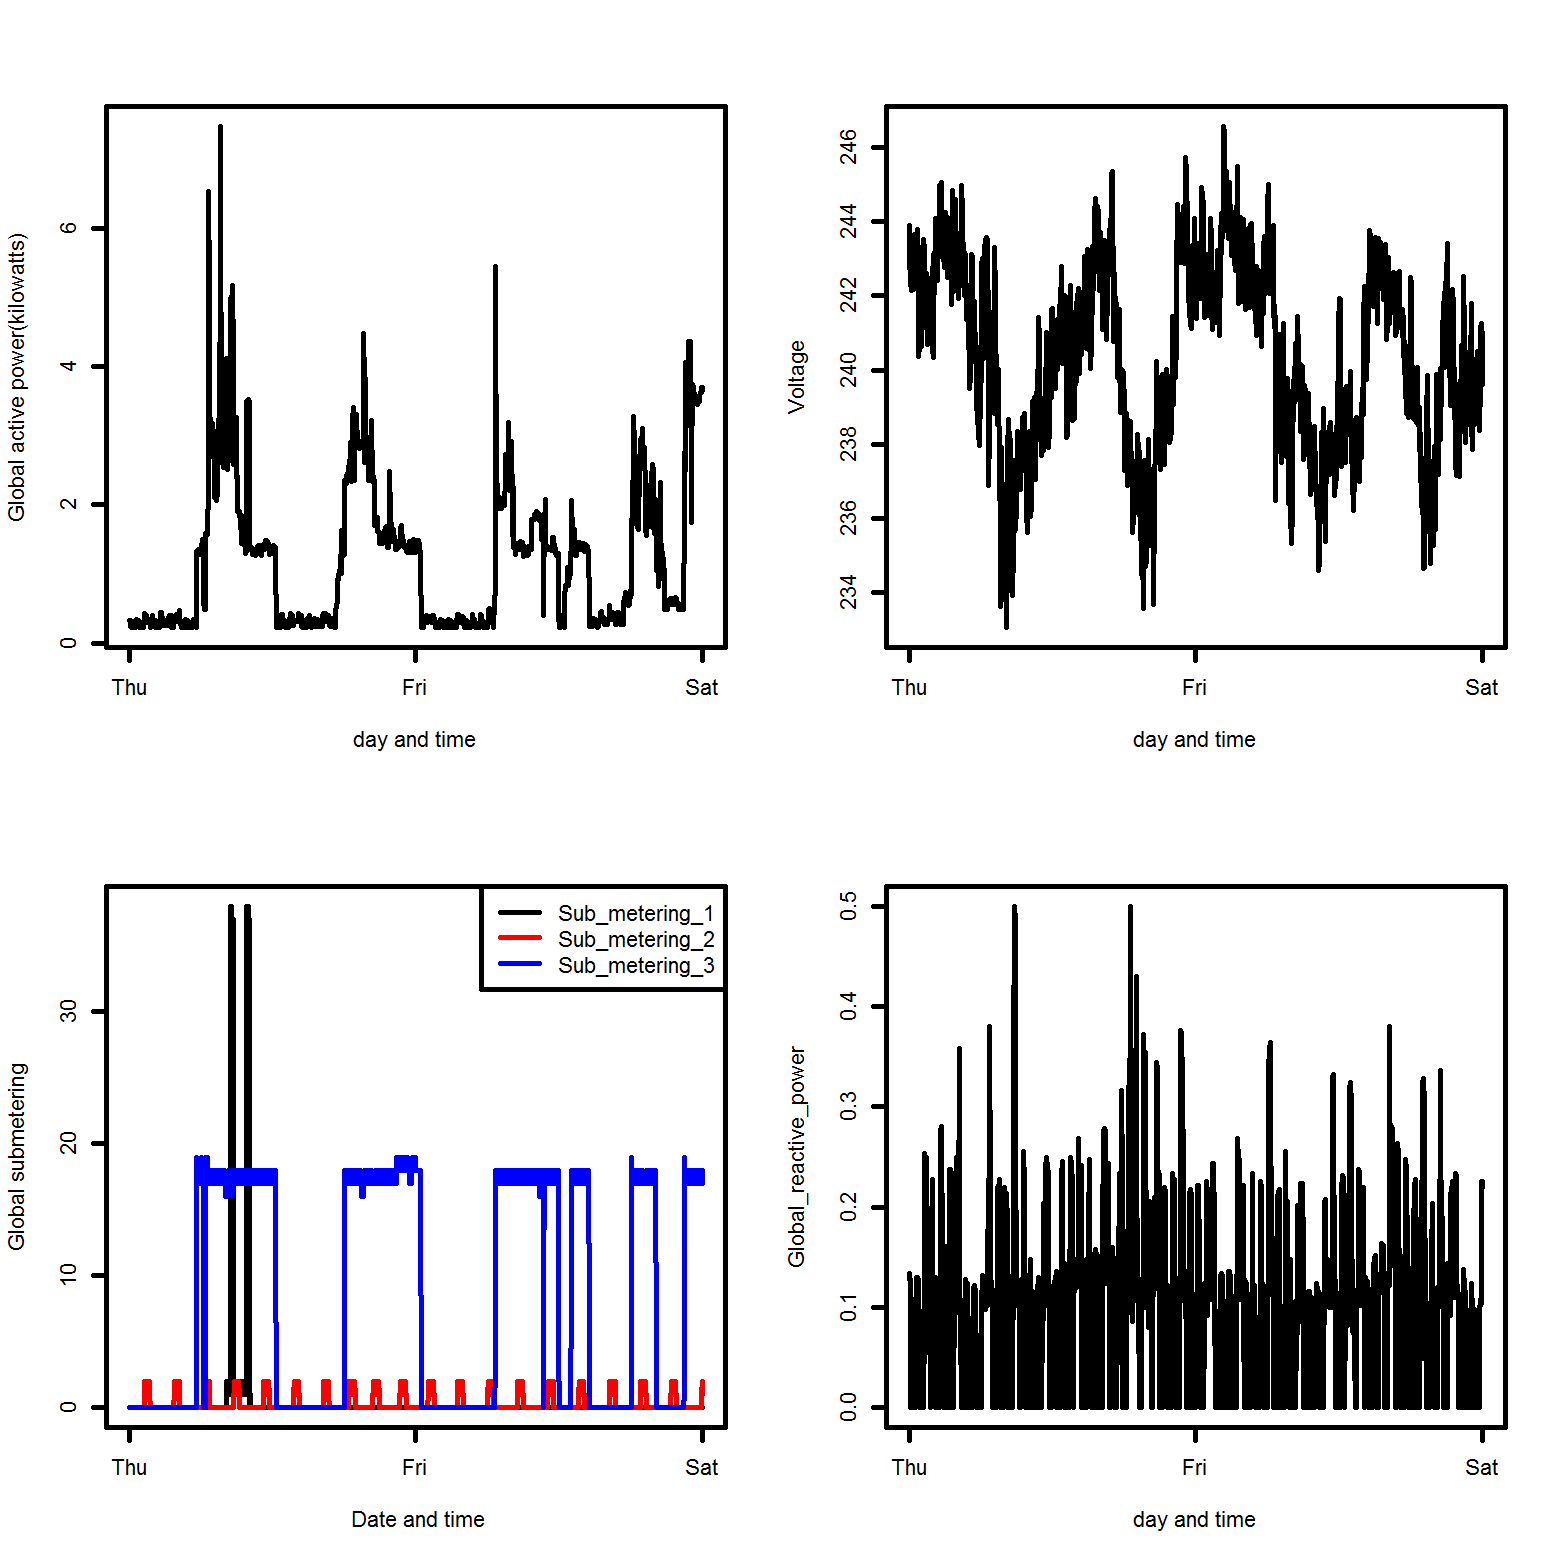 Global active power(kilowatts)
6
4
2
0
Thu Fri Sat
day and time
Voltage
246
244
242
240
238
236
234
Thu Fri Sat
day and time
Global submetering
30
20
10
0
Sub_metering_1
Sub_metering_2
Sub_metering_3
Thu Fri Sat
Date and time
Global_reactive_power
0.5
0.4
0.3
0.2
0.1
0.0
Thu Fri Sat
day and time